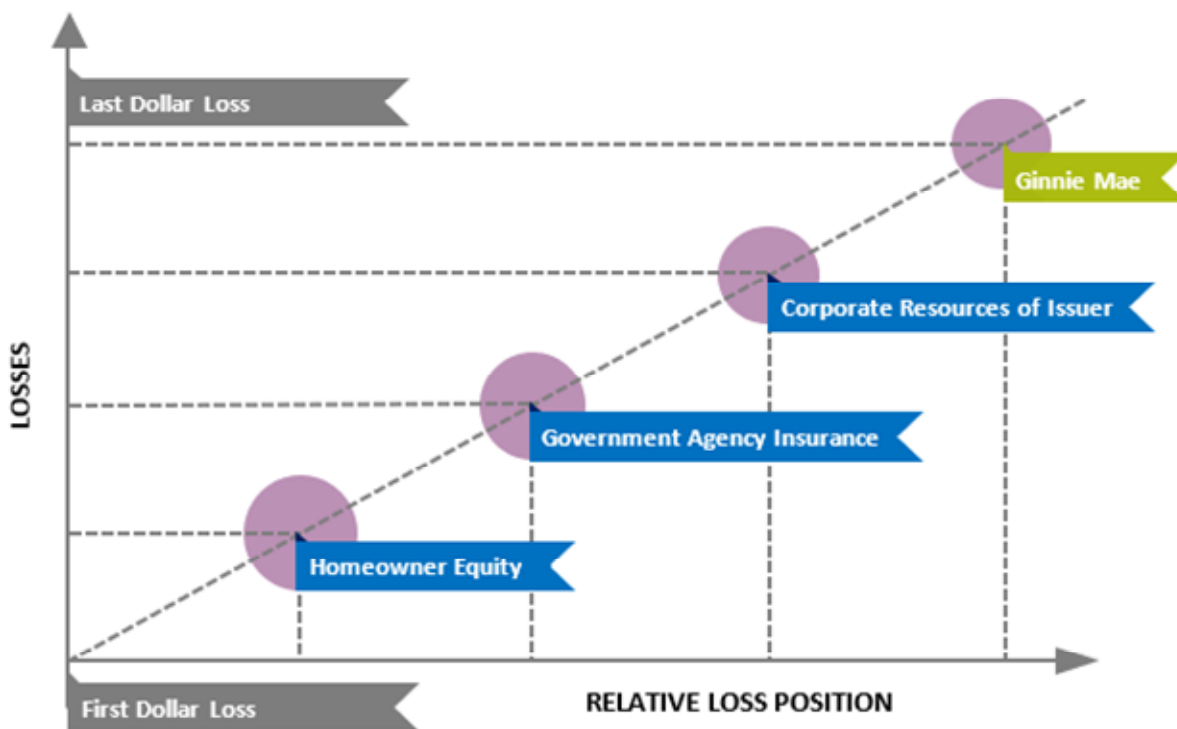 Last Dollar Loss
Ginnie Mae
Corporate Resources of Issuer
LOSSES
Government Agency Insurance
Homeowner Equity
First Dollar Loss
RELATIVE LOSS POSITION